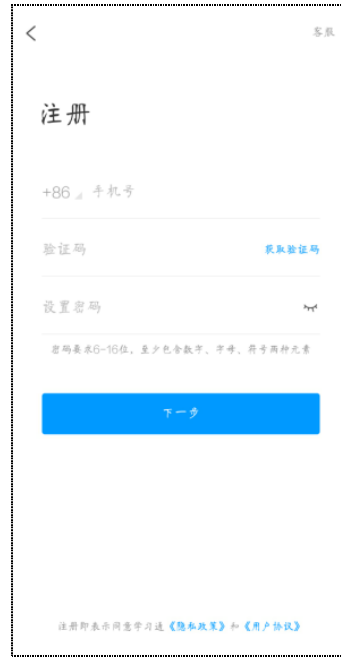 客服
注册
+86 手机号
验证码 获取验证码
设置密码
密码要求6-16位，至少包含数字、字母、符号两种元素
下一步
注册即表示同意学习通《隐私政策》和《用户协议》